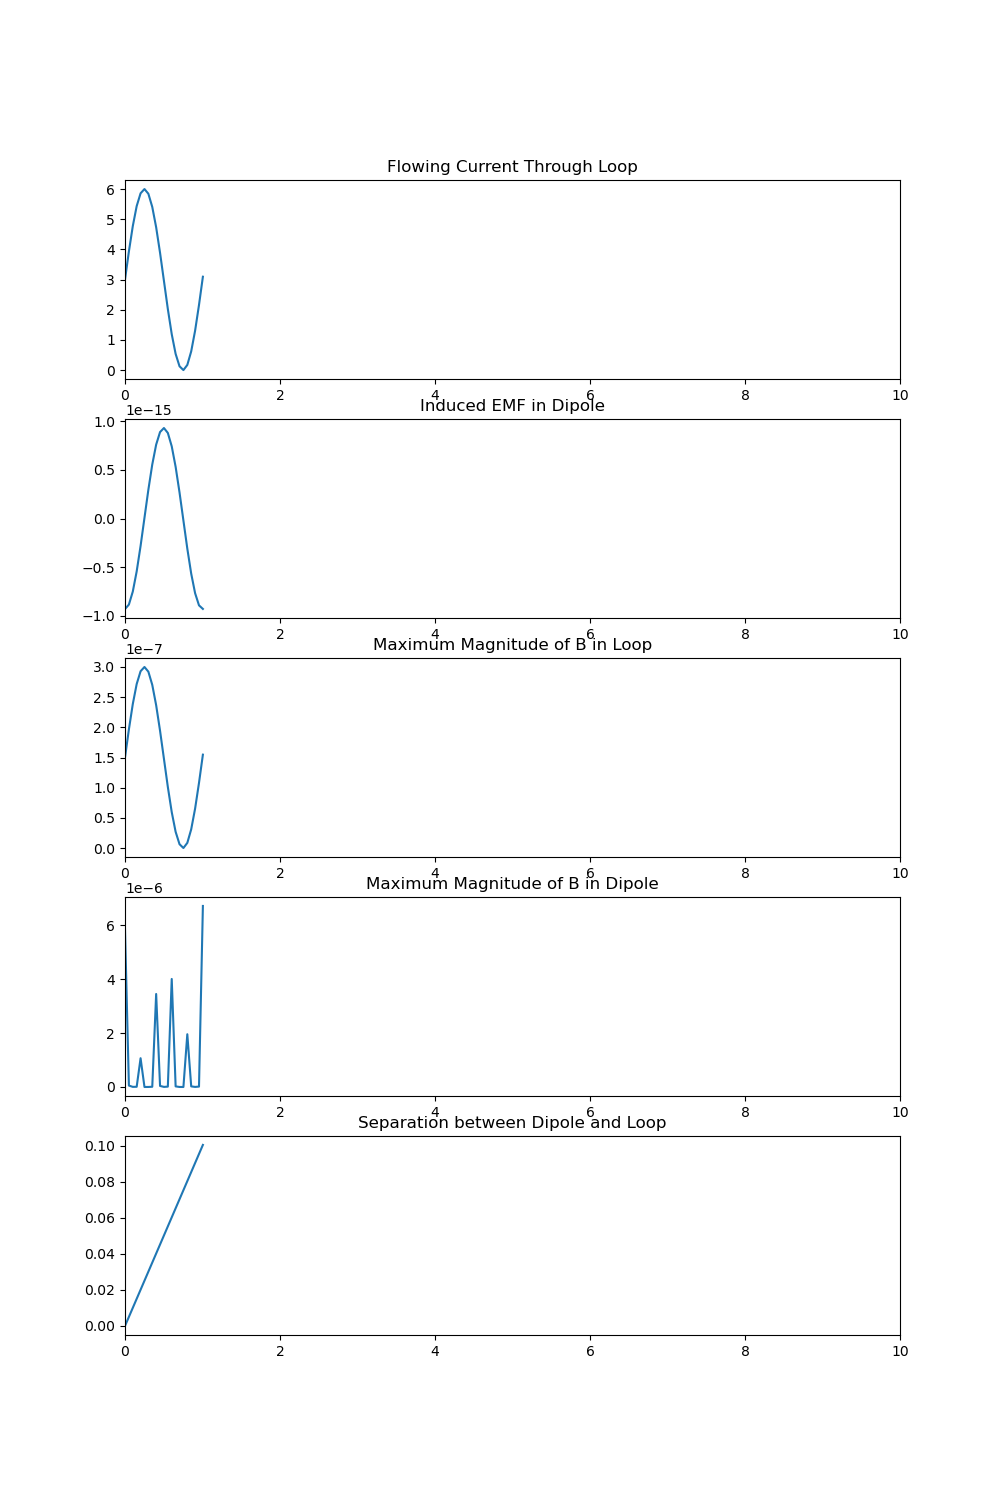 Flowing Current Through Loop
6
5
4
3
2
1
0
0 2 4 6 8 10
1e−15
Induced EMF in Dipole
1.0
0.5
0.0
−0.5
−1.0
0 2 4 6 8 10
1e−7
Maximum Magnitude of B in Loop
3.0
2.5
2.0
1.5
1.0
0.5
0.0
0 2 4 6 8 10
1e−6
Maximum Magnitude of B in Dipole
6
4
2
0
0 2 4 6 8 10
Separation between Dipole and Loop
0.10
0.08
0.06
0.04
0.02
0.00
0 2 4 6 8 10